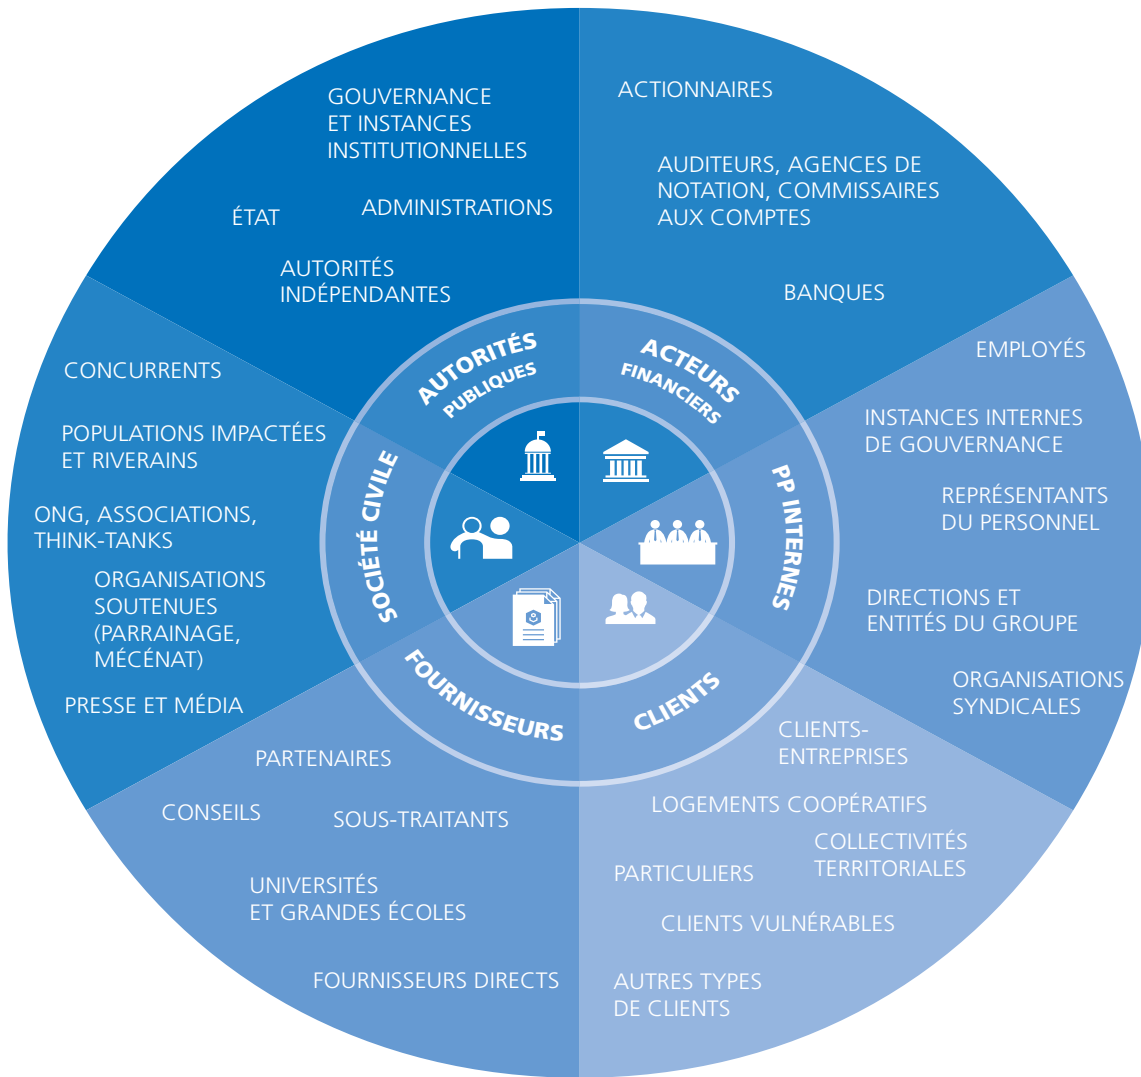 GOUVERNANCE
ET INSTANCES
INSTITUTIONNELLES
ÉTAT
ADMINISTRATIONS
AUTORITÉS
INDÉPENDANTES
ACTIONNAIRES
AUDITEURS, AGENCES DE
NOTATION, COMMISSAIRES
AUX COMPTES
BANQUES
EMPLOYÉS
INSTANCES INTERNES
DE GOUVERNANCE
REPRÉSENTANTS
DU PERSONNEL
DIRECTIONS ET
ENTITÉS DU GROUPE
ORGANISATIONS
SYNDICALES
CLIENTS-
ENTREPRISES
LOGEMENTS COOPÉRATIFS
COLLECTIVITÉS
TERRITORIALES
PARTICULIERS
CLIENTS VULNÉRABLES
AUTRES TYPES
DE CLIENTS
PARTENAIRES
CONSEILS
SOUS-TRAITANTS
UNIVERSITÉS
ET GRANDES ÉCOLES
FOURNISSEURS DIRECTS
CONCURRENTS
POPULATIONS IMPACTÉES
ET RIVERAINS
ONG, ASSOCIATIONS,
THINK-TANKS
ORGANISATIONS
SOUTENUES
(PARRAINAGE,
MÉCÉNAT)
PRESSE ET MÉDIA
AUTORITÉS
PUBLIQUES
ACTEURS
FINANCIERS
PP INTERNES
CLIENTS
FOURNISSEURS
SOCIÉTÉ CIVILE